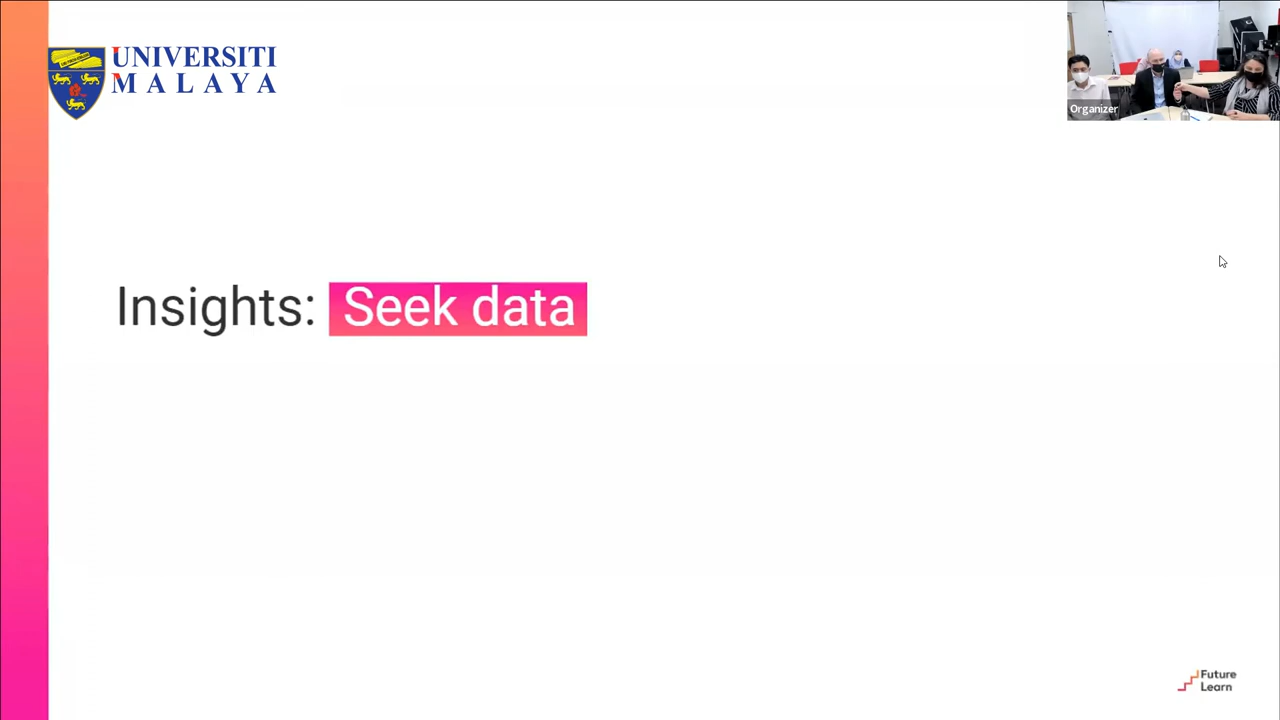 UNIVERSITI
MALAYA
Organizer
Insights: Seek data
Future
Learn